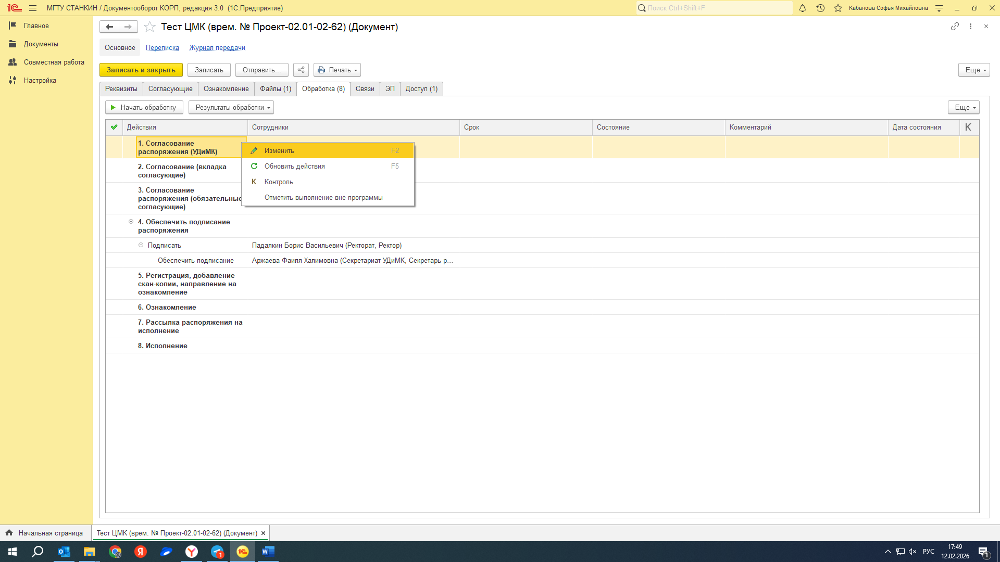 МГТУ СТАНКИН / Документооборот КОРП, редакция 3.0 (1С:Предприятие)
Поиск Ctrl+Shift+F
Кабанова Софья Михайловна
Главное
Документы
Совместная работа
Настройка
Тест ЦМК (врем. № Проект-02.01-02-62) (Документ)
Основное Переписка Журнал передачи
Записать и закрыть Записать Отправить... Печать Еще
Реквизиты Согласующие Ознакомление Файлы (1) Обработка (8) Связи ЭП Доступ (1)
Начать обработку Результаты обработки Еще
Действия Сотрудники Срок Состояние Комментарий Дата состояния К
1. Согласование
распоряжения (УДиМК)
Изменить F2
Обновить действия F5
К Контроль
Отметить выполнение вне программы
2. Согласование (вкладка
согласующие)
3. Согласование
распоряжения (обязательные
согласующие)
4. Обеспечить подписание
распоряжения
Подписать Падалкин Борис Васильевич (Ректорат, Ректор)
Обеспечить подписание Аржаева Фаиля Халимовна (Секретариат УДиМК, Секретарь р...
5. Регистрация, добавление
скан-копии, направление на
ознакомление
6. Ознакомление
7. Рассылка распоряжения на
исполнение
8. Исполнение
Начальная страница Тест ЦМК (врем. № Проект-02.01-02-62) (Документ)
РУС
17:49
12.02.2026
1
1